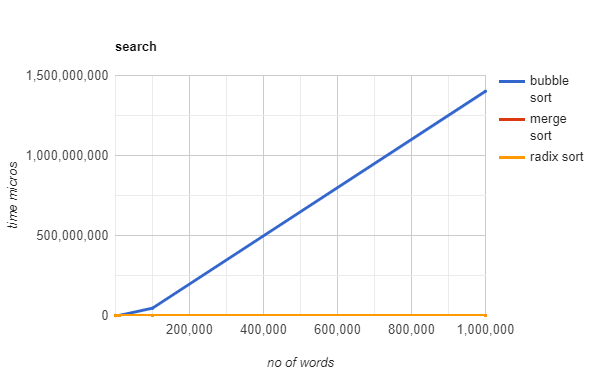 search
1,500,000,000
1,000,000,000
500,000,000
0
time micros
200,000
400,000
600,000
800,000
1,000,000
no of words
bubble
sort
merge
sort
radix sort